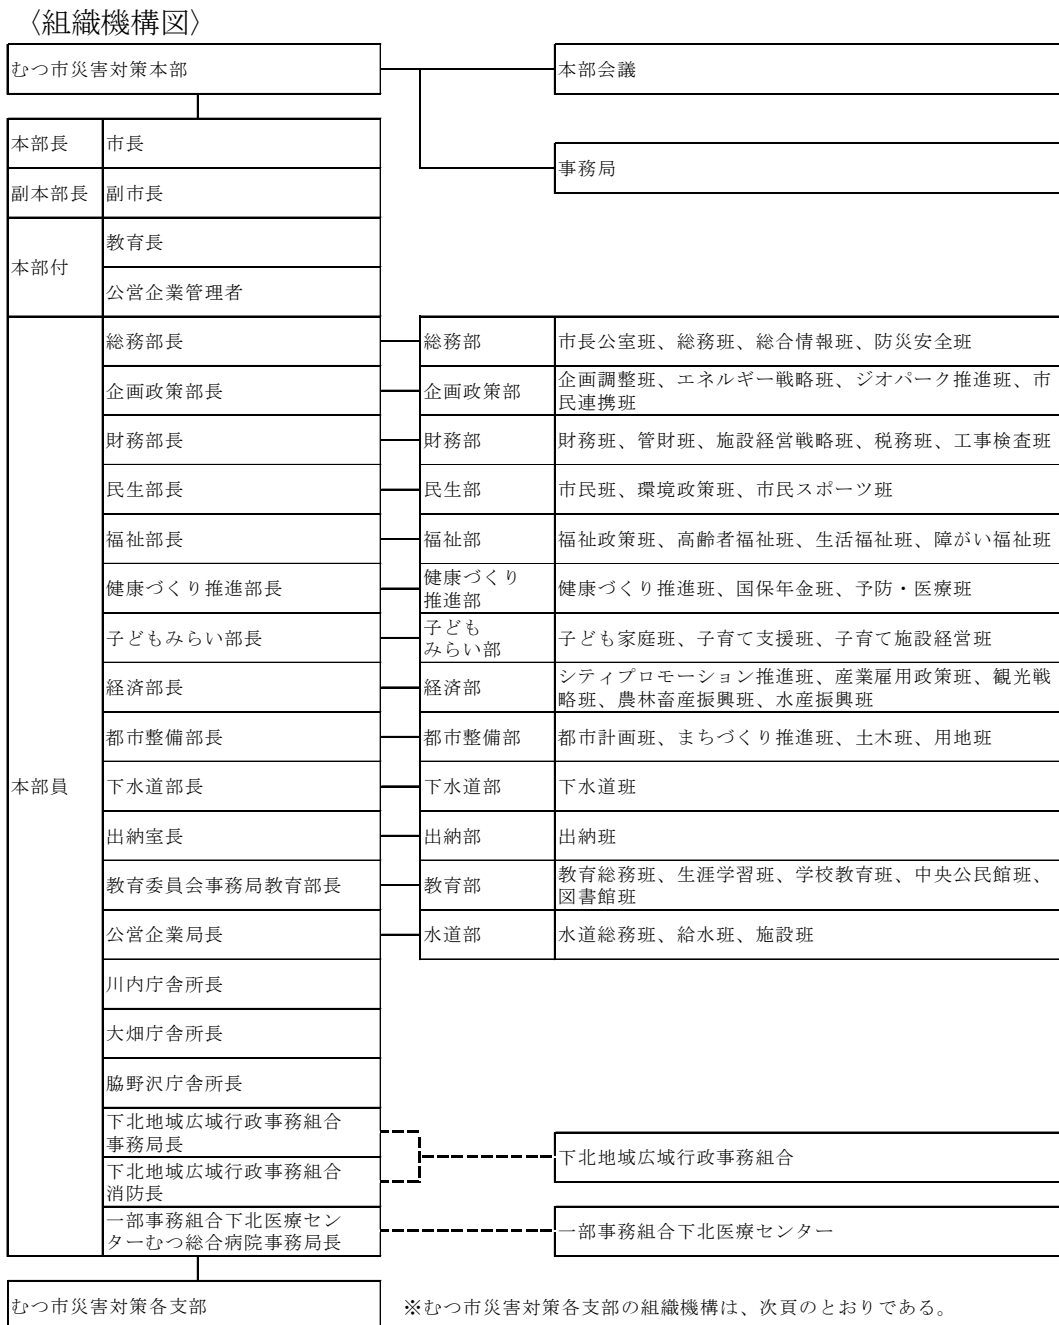 〈組織機構図〉
むつ市災害対策本部
本部会議
本部長
市長
事務局
副本部長
副市長
本部付
教育長
公営企業管理者
本部員
総務部長
総務部
市長公室班、総務班、総合情報班、防災安全班
企画政策部長
企画政策部
企画調整班、エネルギー戦略班、ジオパーク推進班、市
民連携班
財務部長
財務部
財務班、管財班、施設経営戦略班、税務班、工事検査班
民生部長
民生部
市民班、環境政策班、市民スポーツ班
福祉部長
福祉部
福祉政策班、高齢者福祉班、生活福祉班、障がい福祉班
健康づくり推進部長
健康づくり
推進部
健康づくり推進班、国保年金班、予防・医療班
子どもみらい部長
子ども
みらい部
子ども家庭班、子育て支援班、子育て施設経営班
経済部長
経済部
シティプロモーション推進班、産業雇用政策班、観光戦
略班、農林畜産振興班、水産振興班
都市整備部長
都市整備部
都市計画班、まちづくり推進班、土木班、用地班
下水道部長
下水道部
下水道班
出納室長
出納部
出納班
教育委員会事務局教育部長
教育部
教育総務班、生涯学習班、学校教育班、中央公民館班、
図書館班
公営企業局長
水道部
水道総務班、給水班、施設班
川内庁舎所長
大畑庁舎所長
脇野沢庁舎所長
下北地域広域行政事務組合
事務局長
下北地域広域行政事務組合
下北地域広域行政事務組合
消防長
一部事務組合下北医療セン
ターむつ総合病院事務局長
一部事務組合下北医療センター
むつ市災害対策各支部
※むつ市災害対策各支部の組織機構は、次頁のとおりである。